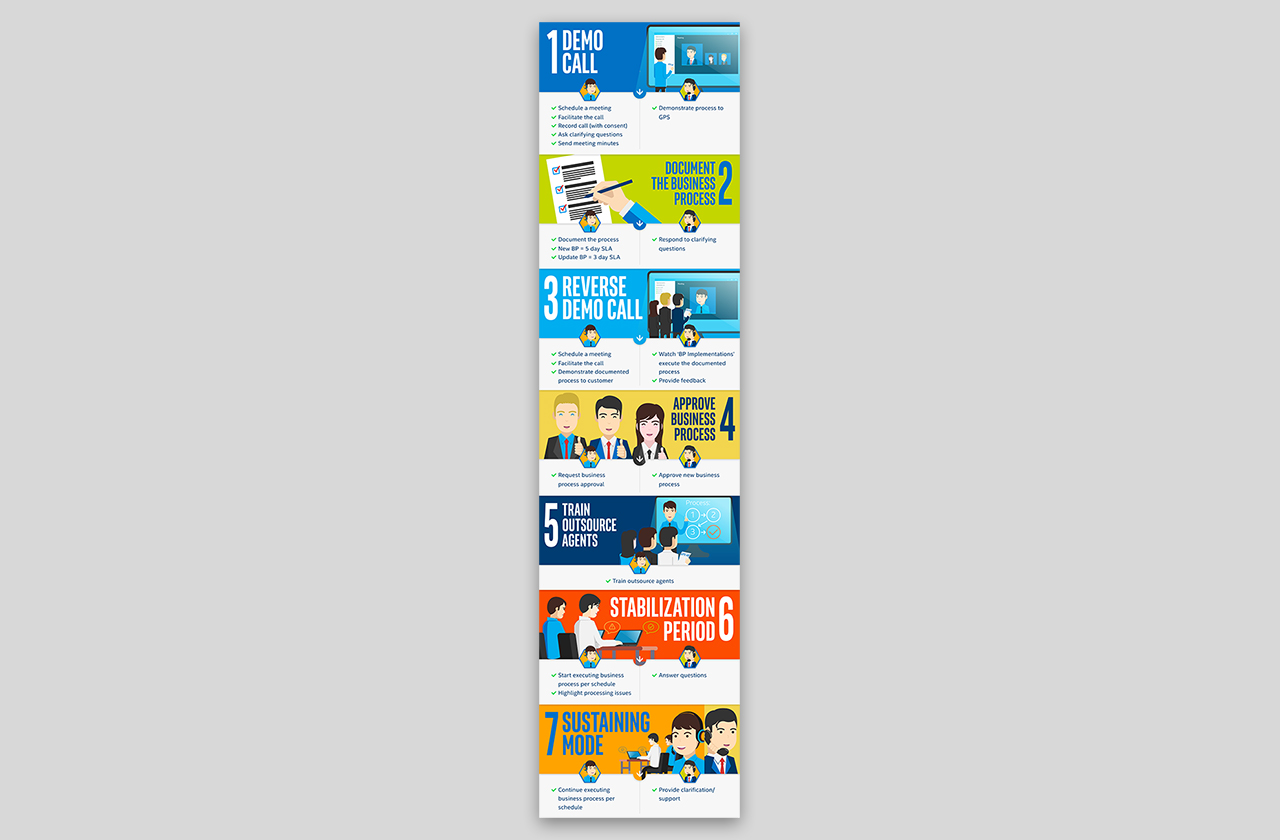 1 DEMO
CALL
Schedule a meeting
Facilitate the call
Record call (with consent)
Ask clarifying questions
Send meeting minutes
Demonstrate process to
GPS
DOCUMENT
THE BUSINESS
PROCESS 2
Document the process
New BP = 5 day SLA
Update BP = 3 day SLA
Respond to clarifying
questions
3 REVERSE
DEMO CALL
Schedule a meeting
Facilitate the call
Demonstrate documented
process to customer
Watch 'BP Implementations'
execute the documented
process
Provide feedback
APPROVE
BUSINESS
PROCESS 4
Request business
process approval
Approve new business
process
5 TRAIN
OUTSOURCE
AGENTS
Process
1 2
3
Train outsource agents
STABILIZATION
PERIOD 6
Start executing business
process per schedule
Highlight processing issues
Answer questions
7 SUSTAINING
MODE
Continue executing
business process per
schedule
Provide clarification/
support